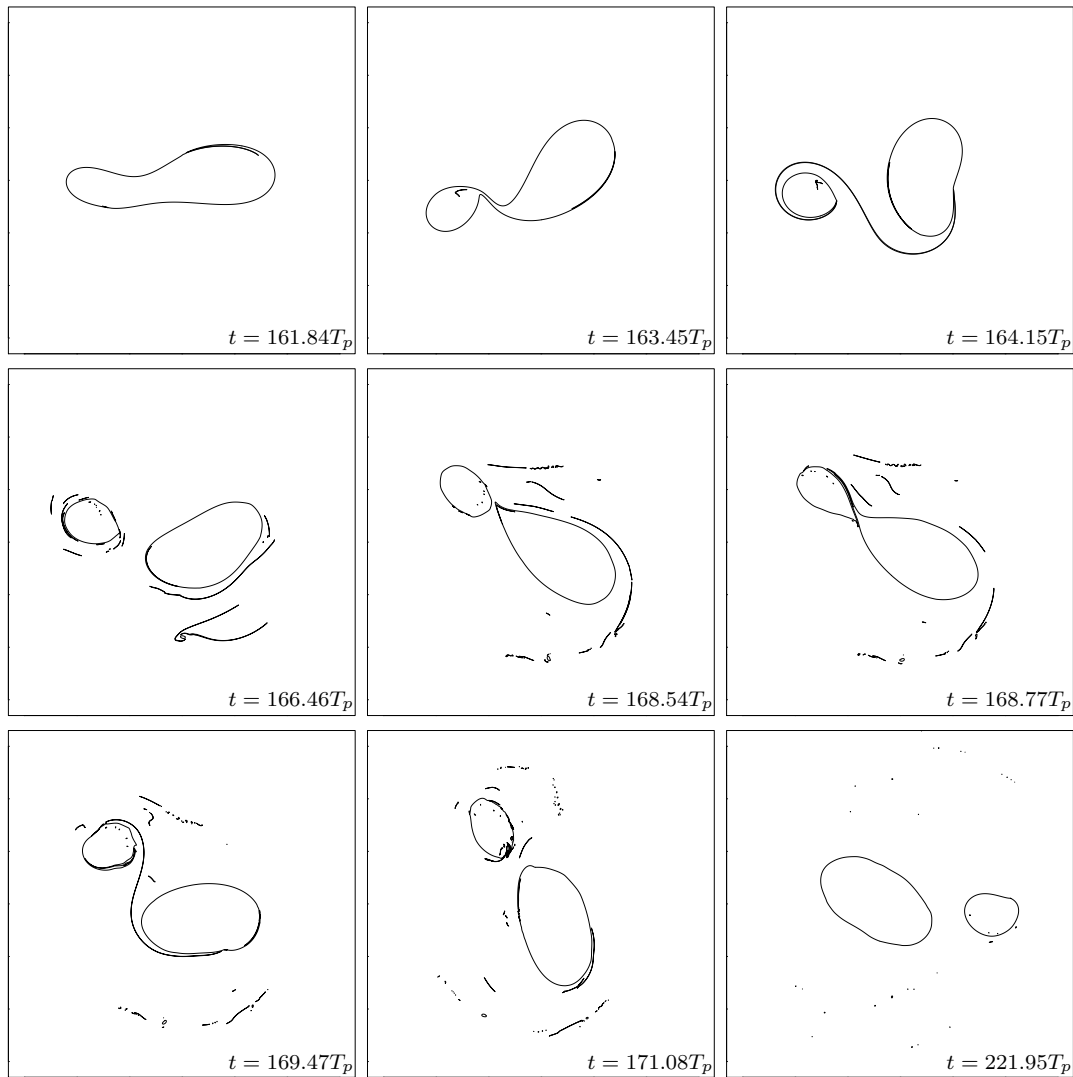 t = 161.84T_p
t = 163.45T_p
t = 164.15T_p
t = 166.46T_p
t = 168.54T_p
t = 168.77T_p
t = 169.47T_p
t = 171.08T_p
t = 221.95T_p